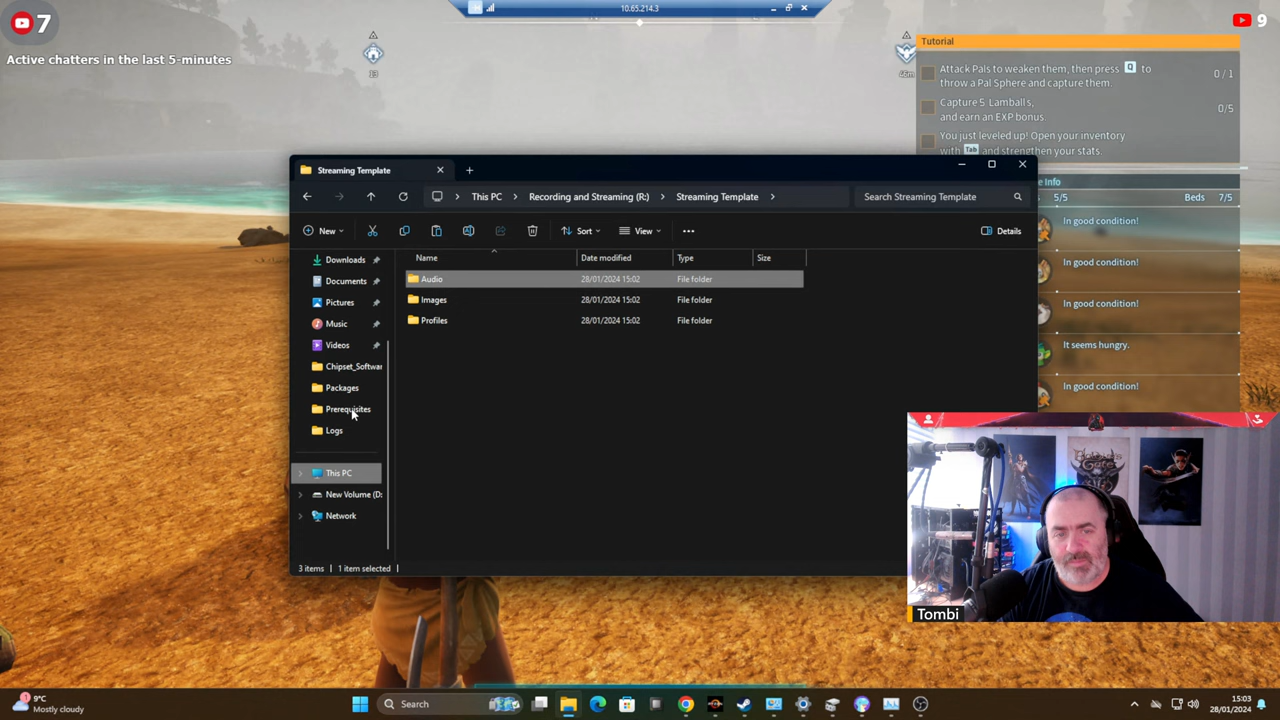 7
Active chatters in the last 5-minutes
10.65.214.3
9
13
Tutorial
Attack Pals to weaken them, then press Q to
throw a Pal Sphere and capture them.
0/1
Capture 5 Lamballs,
and earn an EXP bonus.
0/5
You just leveled up! Open your inventory
with Tab and strengthen your stats.
Info
5/5
Beds 7/5
In good condition!
In good condition!
In good condition!
It seems hungry.
In good condition!
Streaming Template
This PC
Recording and Streaming (R:)
Streaming Template
Search Streaming Template
New
Sort
View
Details
Name Date modified Type Size
Audio 28/01/2024 15:02 File folder
Images 28/01/2024 15:02 File folder
Profiles 28/01/2024 15:02 File folder
Downloads
Documents
Pictures
Music
Videos
Chipset_Softwar
Packages
Prerequisites
Logs
This PC
New Volume (D:
Network
3 items 1 item selected
Tombi
1
9°C
Mostly cloudy
Search
15:03
28/01/2024